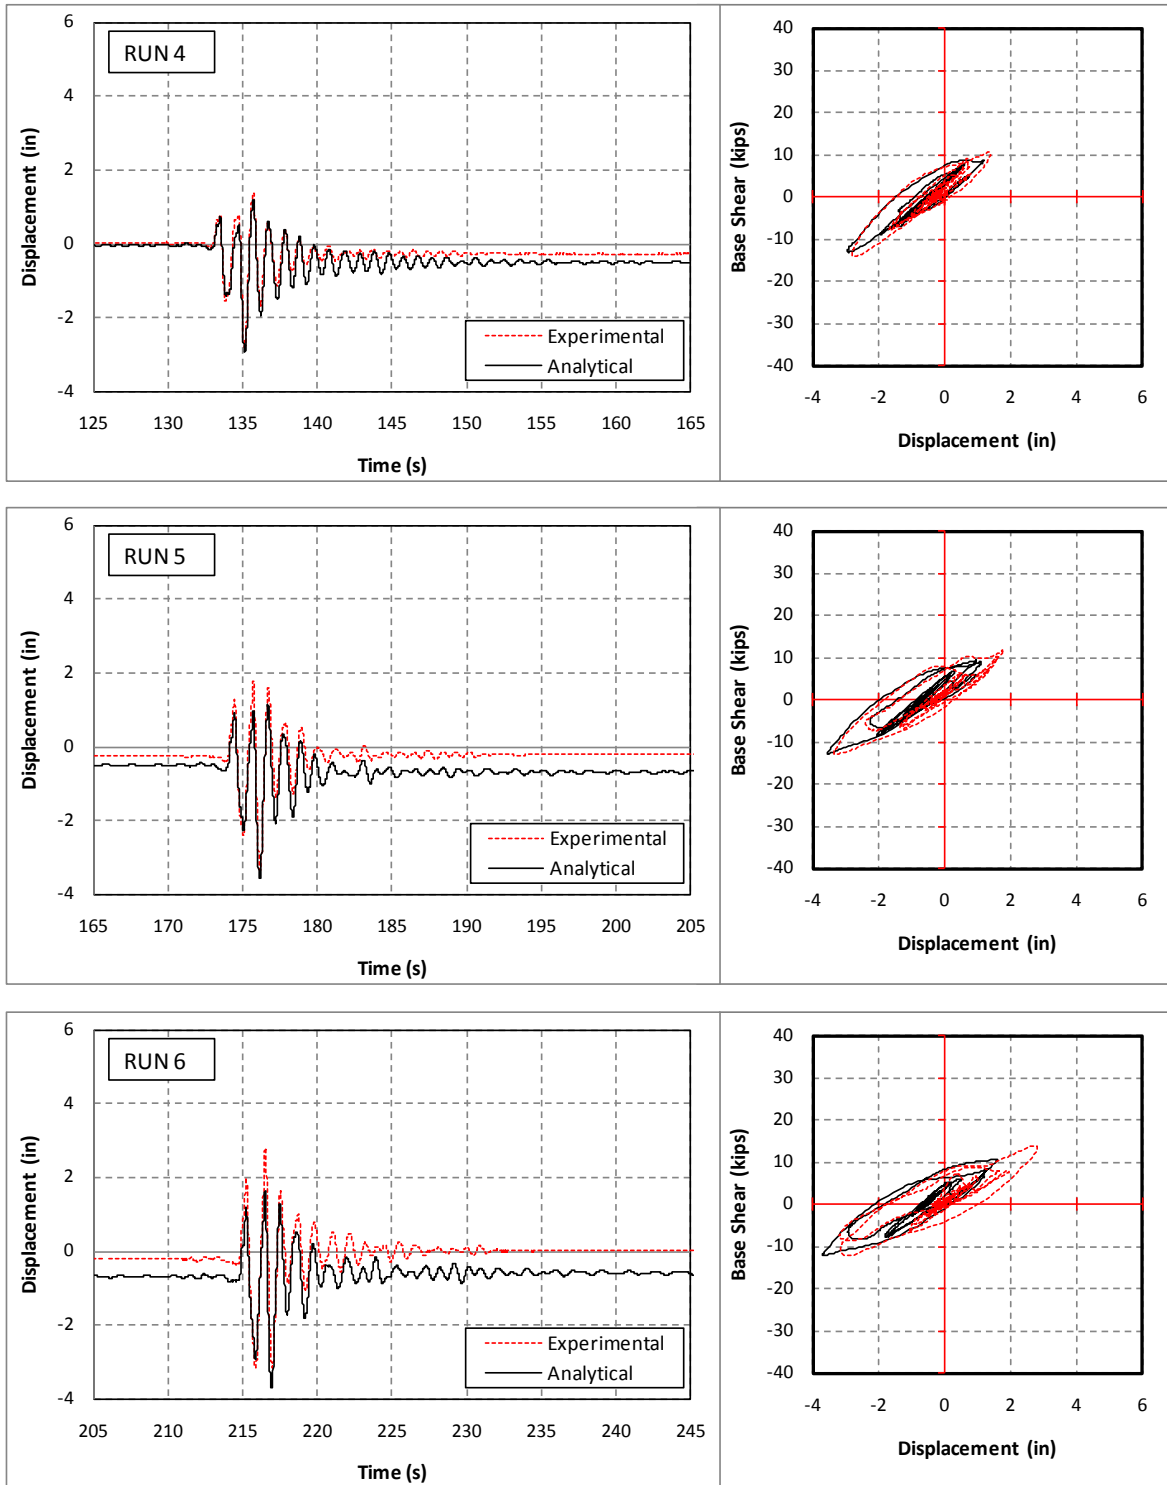 RUN 4
Displacement (in)
6
4
2
0
-2
-4
Experimental
Analytical
125 130 135 140 145 150 155 160 165
Time (s)
Base Shear (kips)
40
30
20
10
0
-10
-20
-30
-40
-4 -2 0 2 4 6
Displacement (in)
RUN 5
Displacement (in)
6
4
2
0
-2
-4
Experimental
Analytical
165 170 175 180 185 190 195 200 205
Time (s)
Base Shear (kips)
40
30
20
10
0
-10
-20
-30
-40
-4 -2 0 2 4 6
Displacement (in)
RUN 6
Displacement (in)
6
4
2
0
-2
-4
Experimental
Analytical
205 210 215 220 225 230 235 240 245
Time (s)
Base Shear (kips)
40
30
20
10
0
-10
-20
-30
-40
-4 -2 0 2 4 6
Displacement (in)